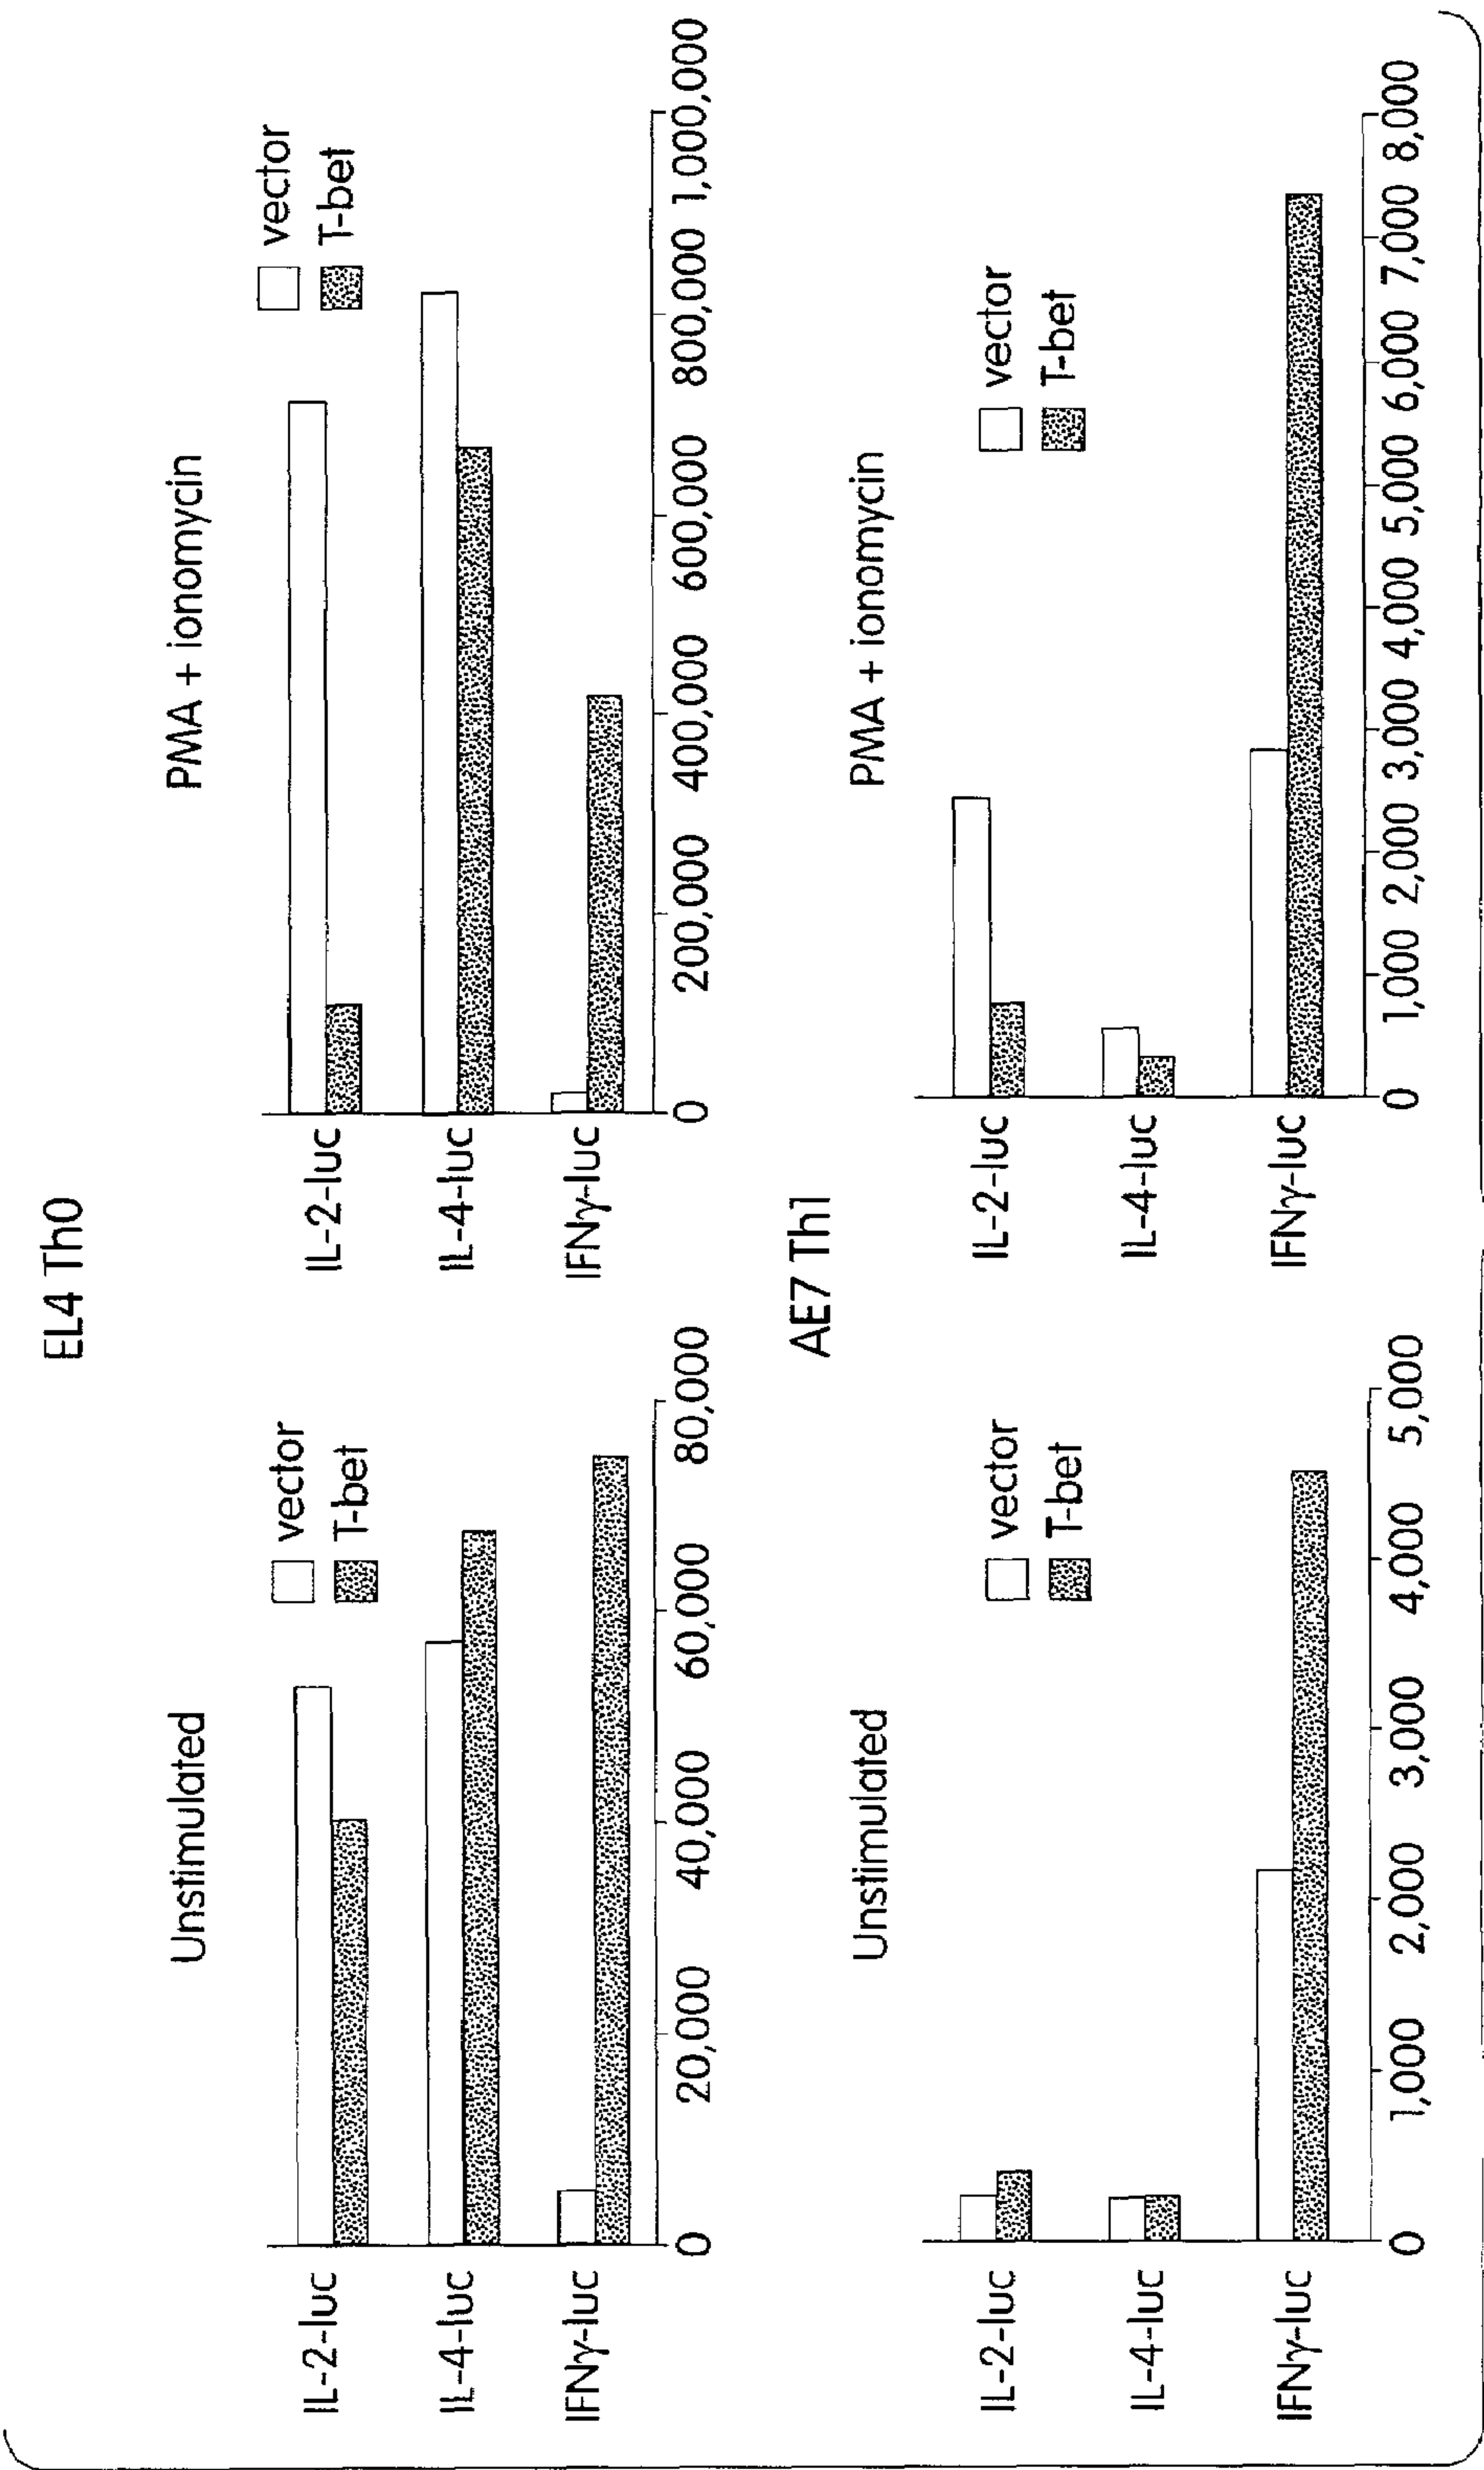 EL4 Th0
Unstimulated
vector
T-bet
IL-2-luc
IL-4-luc
IFNγ-luc
0 20,000 40,000 60,000 80,000
PMA + ionomycin
vector
T-bet
IL-2-luc
IL-4-luc
IFNγ-luc
0 200,000 400,000 600,000 800,000 1,000,000
AE7 Th1
Unstimulated
vector
T-bet
IL-2-luc
IL-4-luc
IFNγ-luc
0 1,000 2,000 3,000 4,000 5,000
PMA + ionomycin
vector
T-bet
IL-2-luc
IL-4-luc
IFNγ-luc
0 1,000 2,000 3,000 4,000 5,000 6,000 7,000 8,000